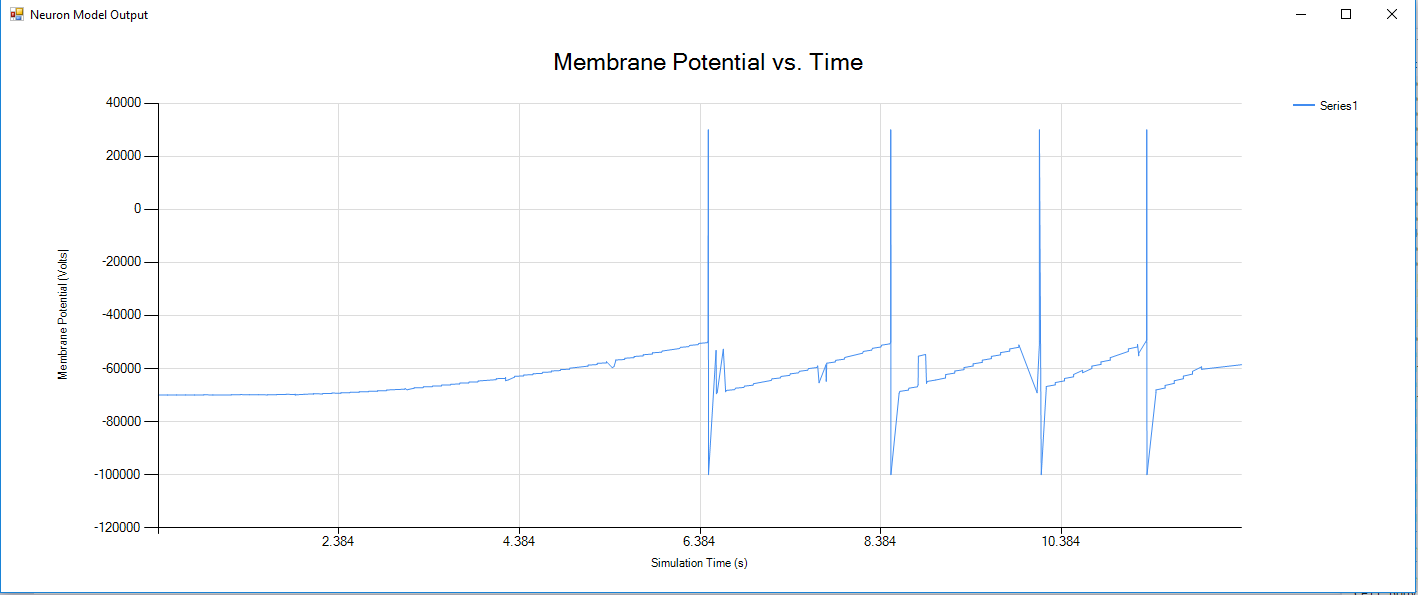 Neuron Model Output
Membrane Potential vs. Time
40000
20000
0
-20000
-40000
-60000
-80000
-100000
-120000
Membrane Potential (Volts|
2.384
4.384
6.384
8.384
10.384
Simulation Time (s)
Series1